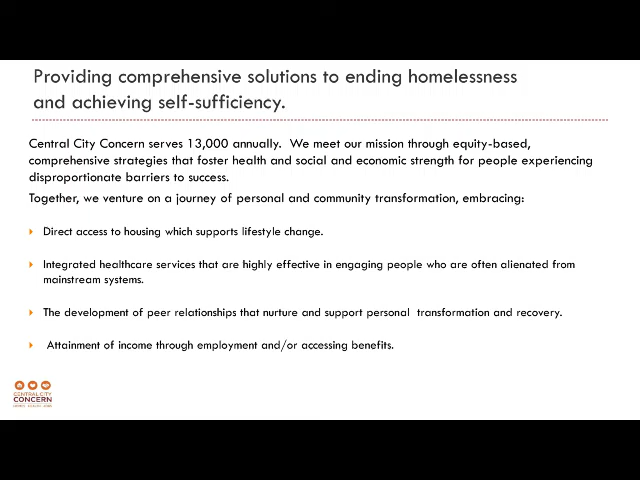 Providing comprehensive solutions to ending homelessness
and achieving self-sufficiency.
Central City Concern serves 13,000 annually.  We meet our mission through equity-based,
comprehensive strategies that foster health and social and economic strength for people experiencing
disproportionate barriers to success.
Together, we venture on a journey of personal and community transformation, embracing:
Direct access to housing which supports lifestyle change.
Integrated healthcare services that are highly effective in engaging people who are often alienated from
mainstream systems.
The development of peer relationships that nurture and support personal  transformation and recovery.
Attainment of income through employment and/or accessing benefits.
CENTRAL CITY
CONCERN